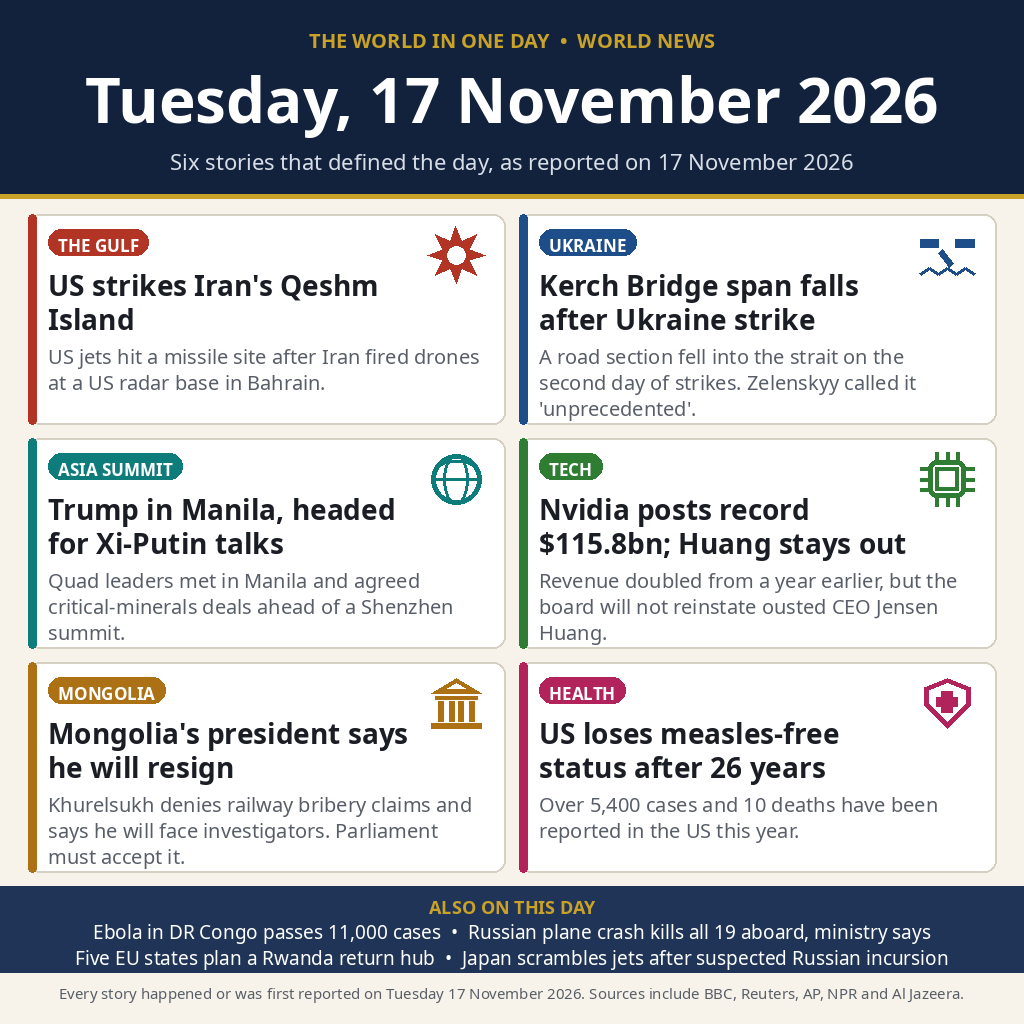 THE WORLD IN ONE DAY • WORLD NEWS
Tuesday, 17 November 2026
Six stories that defined the day, as reported on 17 November 2026
THE GULF
US strikes Iran's Qeshm
Island
US jets hit a missile site after Iran fired drones
at a US radar base in Bahrain.
UKRAINE
Kerch Bridge span falls
after Ukraine strike
A road section fell into the strait on the
second day of strikes. Zelenskyy called it
'unprecedented'.
ASIA SUMMIT
Trump in Manila, headed
for Xi-Putin talks
Quad leaders met in Manila and agreed
critical-minerals deals ahead of a Shenzhen
summit.
TECH
Nvidia posts record
$115.8bn; Huang stays out
Revenue doubled from a year earlier, but the
board will not reinstate ousted CEO Jensen
Huang.
MONGOLIA
Mongolia's president says
he will resign
Khurelsukh denies railway bribery claims and
says he will face investigators. Parliament
must accept it.
HEALTH
US loses measles-free
status after 26 years
Over 5,400 cases and 10 deaths have been
reported in the US this year.
ALSO ON THIS DAY
Ebola in DR Congo passes 11,000 cases • Russian plane crash kills all 19 aboard, ministry says
Five EU states plan a Rwanda return hub • Japan scrambles jets after suspected Russian incursion
Every story happened or was first reported on Tuesday 17 November 2026. Sources include BBC, Reuters, AP, NPR and Al Jazeera.